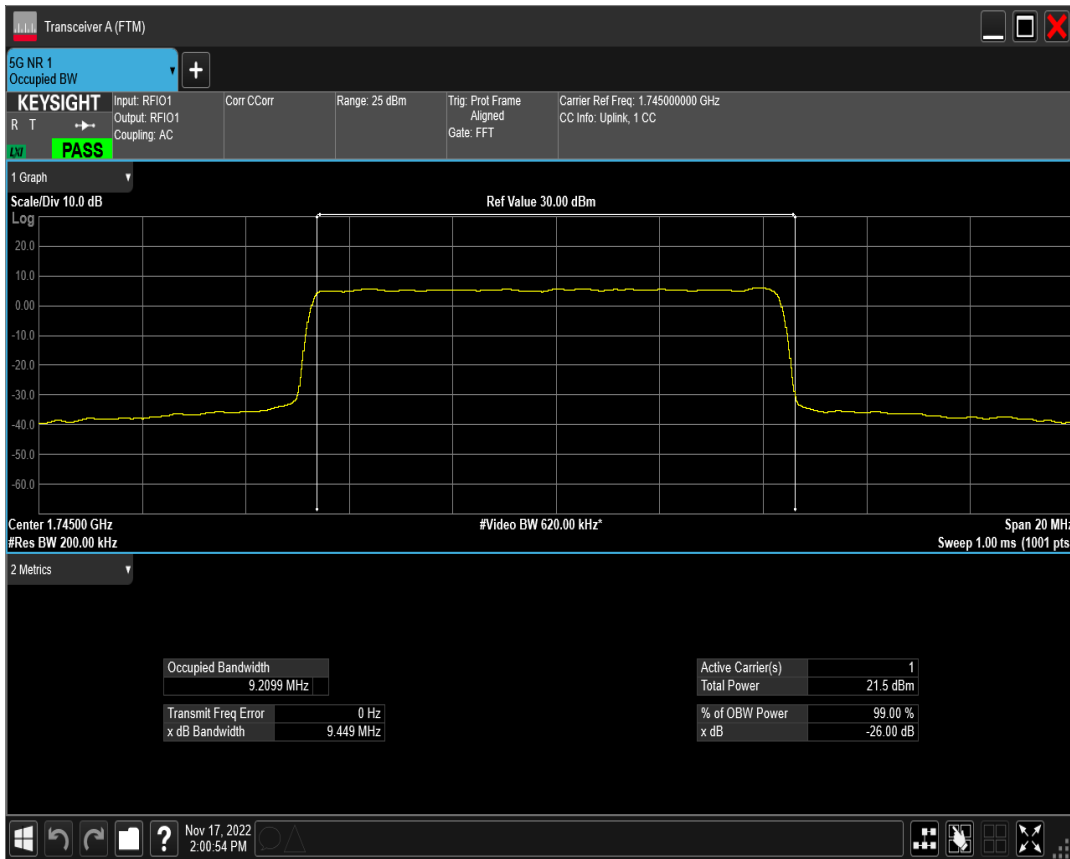 Transceiver A (FTM)
5G NR 1
Occupied BW
+
KEYSIGHT
R T
LXI
PASS
Input: RFIO1
Output: RFIO1
Coupling: AC
Corr CCorr
Range: 25 dBm
Trig: Prot Frame
Aligned
Gate: FFT
Carrier Ref Freq: 1.745000000 GHz
CC Info: Uplink, 1 CC
1 Graph
Scale/Div 10.0 dB
Ref Value 30.00 dBm
Log
20.0
10.0
0.00
-10.0
-20.0
-30.0
-40.0
-50.0
-60.0
Center 1.74500 GHz
#Video BW 620.00 kHz*
Span 20 MHz
#Res BW 200.00 kHz
Sweep 1.00 ms (1001 pts
2 Metrics
Occupied Bandwidth
9.2099 MHz
Transmit Freq Error 0 Hz
x dB Bandwidth 9.449 MHz
Active Carrier(s) 1
Total Power 21.5 dBm
% of OBW Power 99.00 %
x dB -26.00 dB
?
Nov 17, 2022
2:00:54 PM